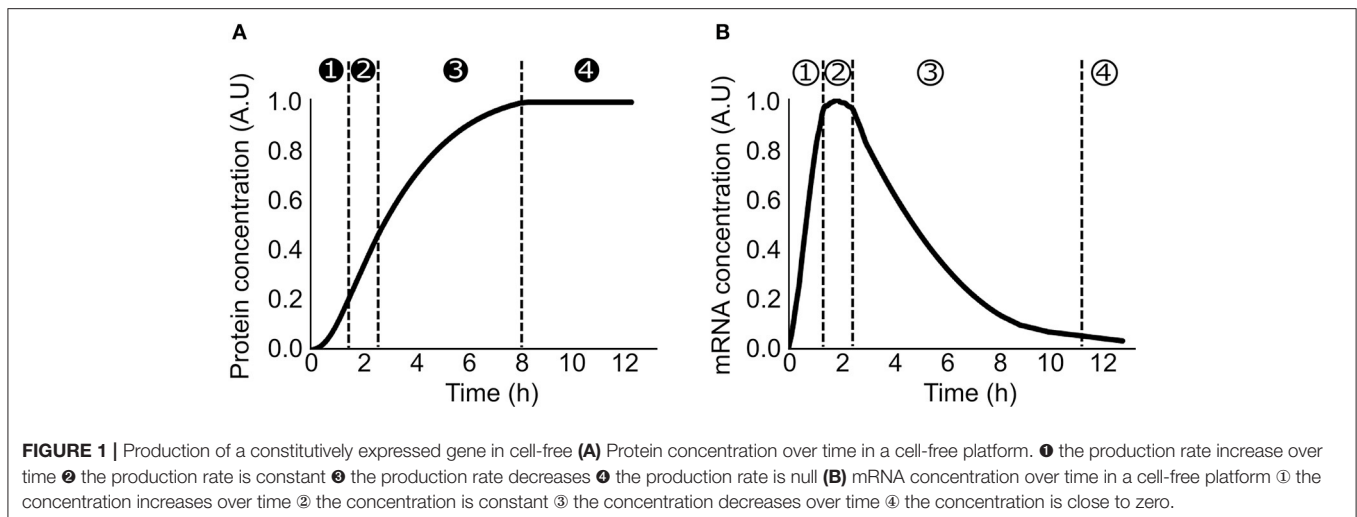 A
❶ ❷ ❸ ❹
1.0
0.8
0.6
0.4
0.2
0.0
Protein concentration (A.U)
0 2 4 6 8 10 12
Time (h)
B
① ② ③ ④
1.0
0.8
0.6
0.4
0.2
0.0
mRNA concentration (A.U)
0 2 4 6 8 10 12
Time (h)
FIGURE 1 | Production of a constitutively expressed gene in cell-free (A) Protein concentration over time in a cell-free platform. ❶ the production rate increase over
time ❷ the production rate is constant ❸ the production rate decreases ❹ the production rate is null (B) mRNA concentration over time in a cell-free platform ① the
concentration increases over time ② the concentration is constant ③ the concentration decreases over time ④ the concentration is close to zero.